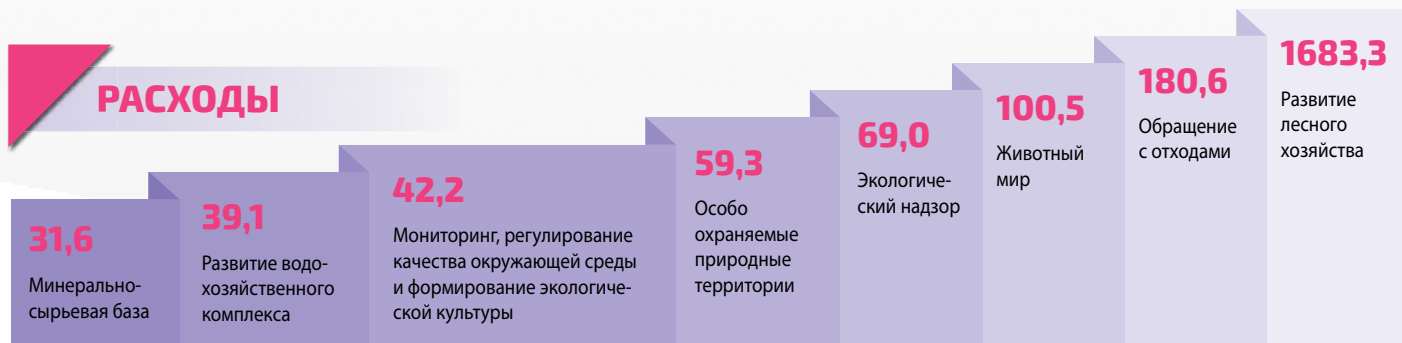 РАСХОДЫ
31,6
Минерально-
сырьевая база
39,1
Развитие водо-
хозяйственного
комплекса
42,2
Мониторинг, регулирование
качества окружающей среды
и формирование экологиче-
ской культуры
59,3
Особо
охраняемые
природные
территории
69,0
Экологиче-
ский надзор
100,5
Животный
мир
180,6
Обращение
с отходами
1683,3
Развитие
лесного
хозяйства